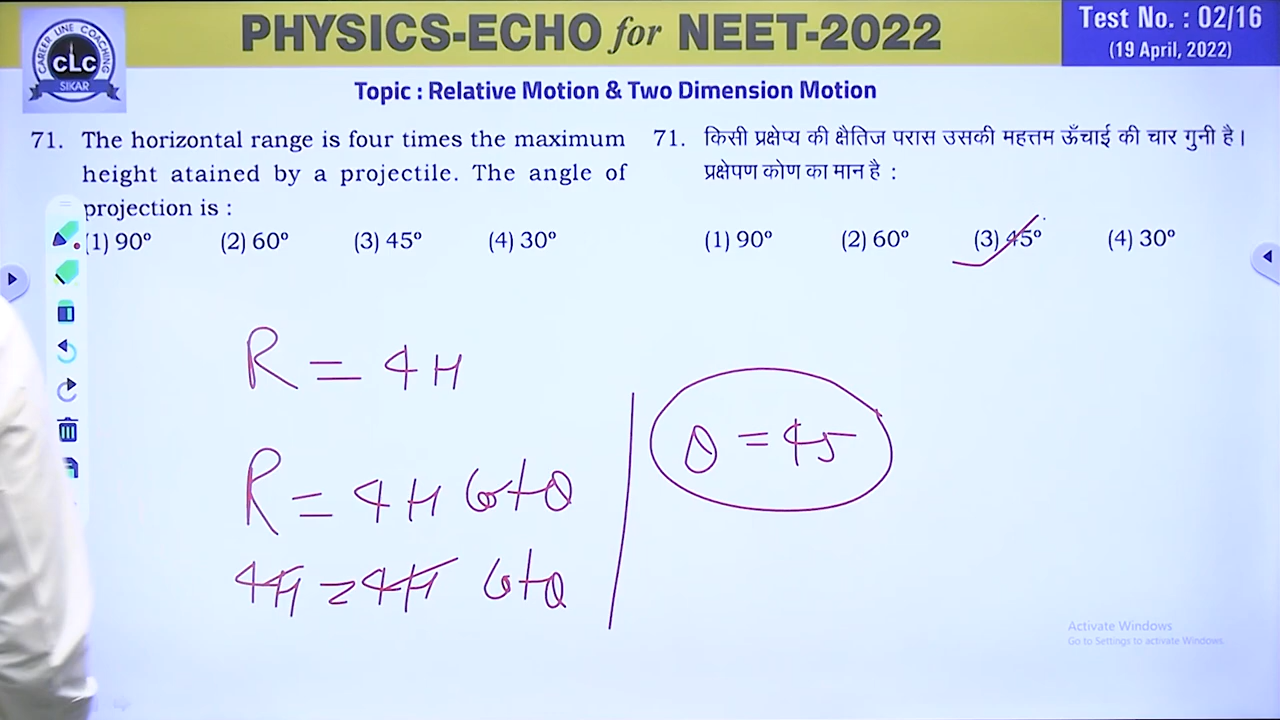 PHYSICS-ECHO for NEET-2022
Test No. : 02/16
(19 April, 2022)
CAREER LINE COACHING
CLC
SIKAR
Topic : Relative Motion & Two Dimension Motion
71. The horizontal range is four times the maximum
height atained by a projectile. The angle of
projection is :
(1) 90° (2) 60° (3) 45° (4) 30°
71. किसी प्रक्षेप्य की क्षैतिज परास उसकी महत्तम ऊँचाई की चार गुनी है।
प्रक्षेपण कोण का मान है :
(1) 90° (2) 60° (3) 45° (4) 30°
R = 4H
R = 4H cotθ
4H = 4H cotθ
θ = 45
Activate Windows
Go to Settings to activate Windows.